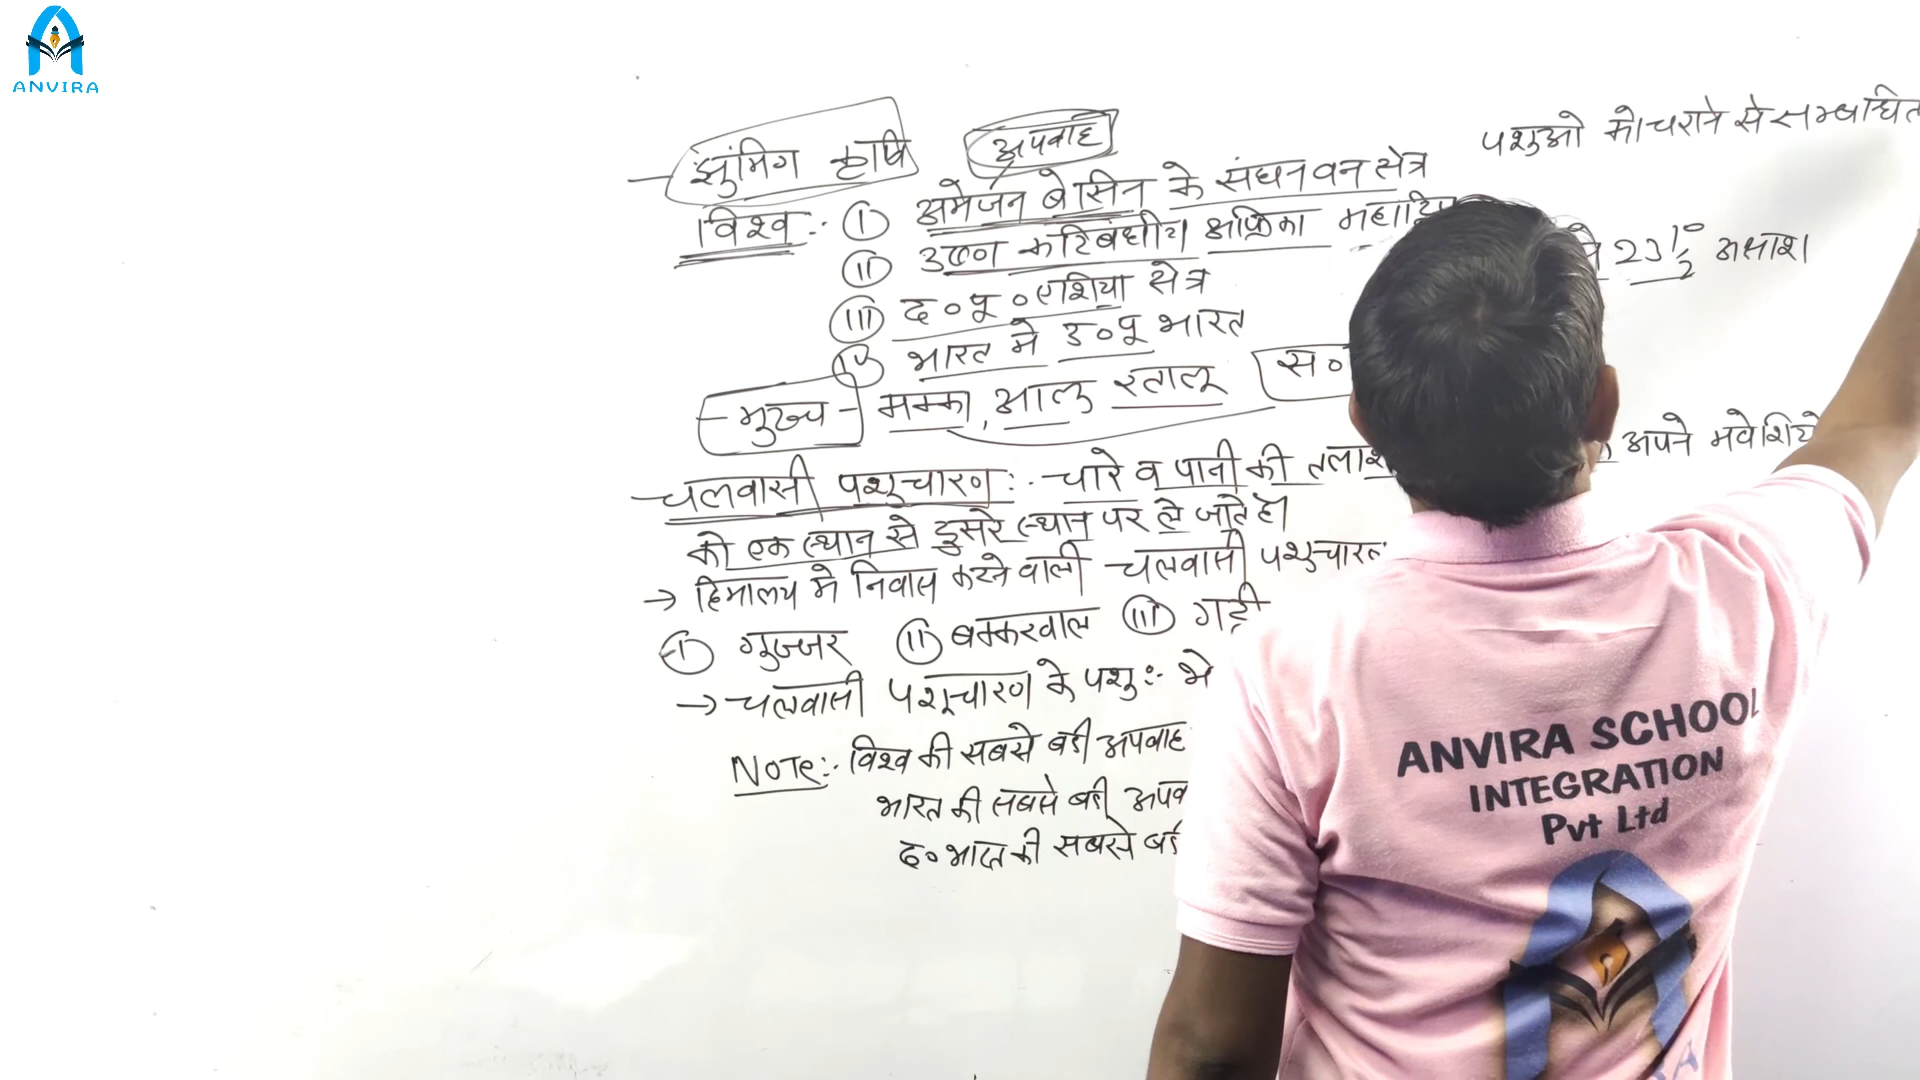 ANVIRA
पशुओ को चराने से सम्बन्धित
झुमिंग कृषि अपवाह
विश्व :- (I) अमेजन बेसिन के संघन वन क्षेत्र
(II) उष्ण कटिबंधीय अफ्रिका महाद्वि
23 1/2° अक्षाश
(III) द० पू० एशिया क्षेत्र
(IV) भारत मे उ० पू भारत
- मुख्य - मक्का, आलु रतालू स०
चलवासी पशुचारण :- चारे व पानी की तलाश अपने मवेशियो
को एक स्थान से दुसरे स्थान पर ले जाते है।
→ हिमालय मे निवास करने वाली चलवासी पशुचारक
(I) गुज्जर (II) बक्करवाल (III) गद्दी
→ चलवासी पशुचारण के पशु :- भे
NOTe :- विश्व की सबसे बडी अपवाह
भारत की सबसे बडी अपव
द० भारत की सबसे बडी
ANVIRA SCHOOL
INTEGRATION
Pvt Ltd